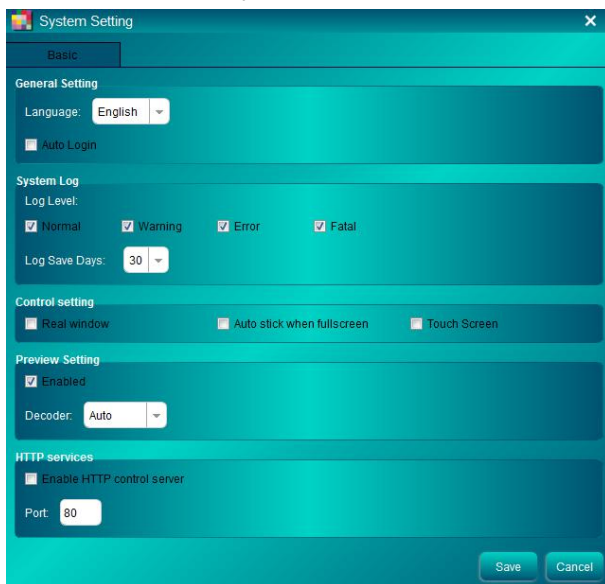 System Setting
Basic
General Setting
Language: English
Auto Login
System Log
Log Level:
Normal Warning Error Fatal
Log Save Days: 30
Control setting
Real window Auto stick when fullscreen Touch Screen
Preview Setting
Enabled
Decoder: Auto
HTTP services
Enable HTTP control server
Port: 80
Save Cancel